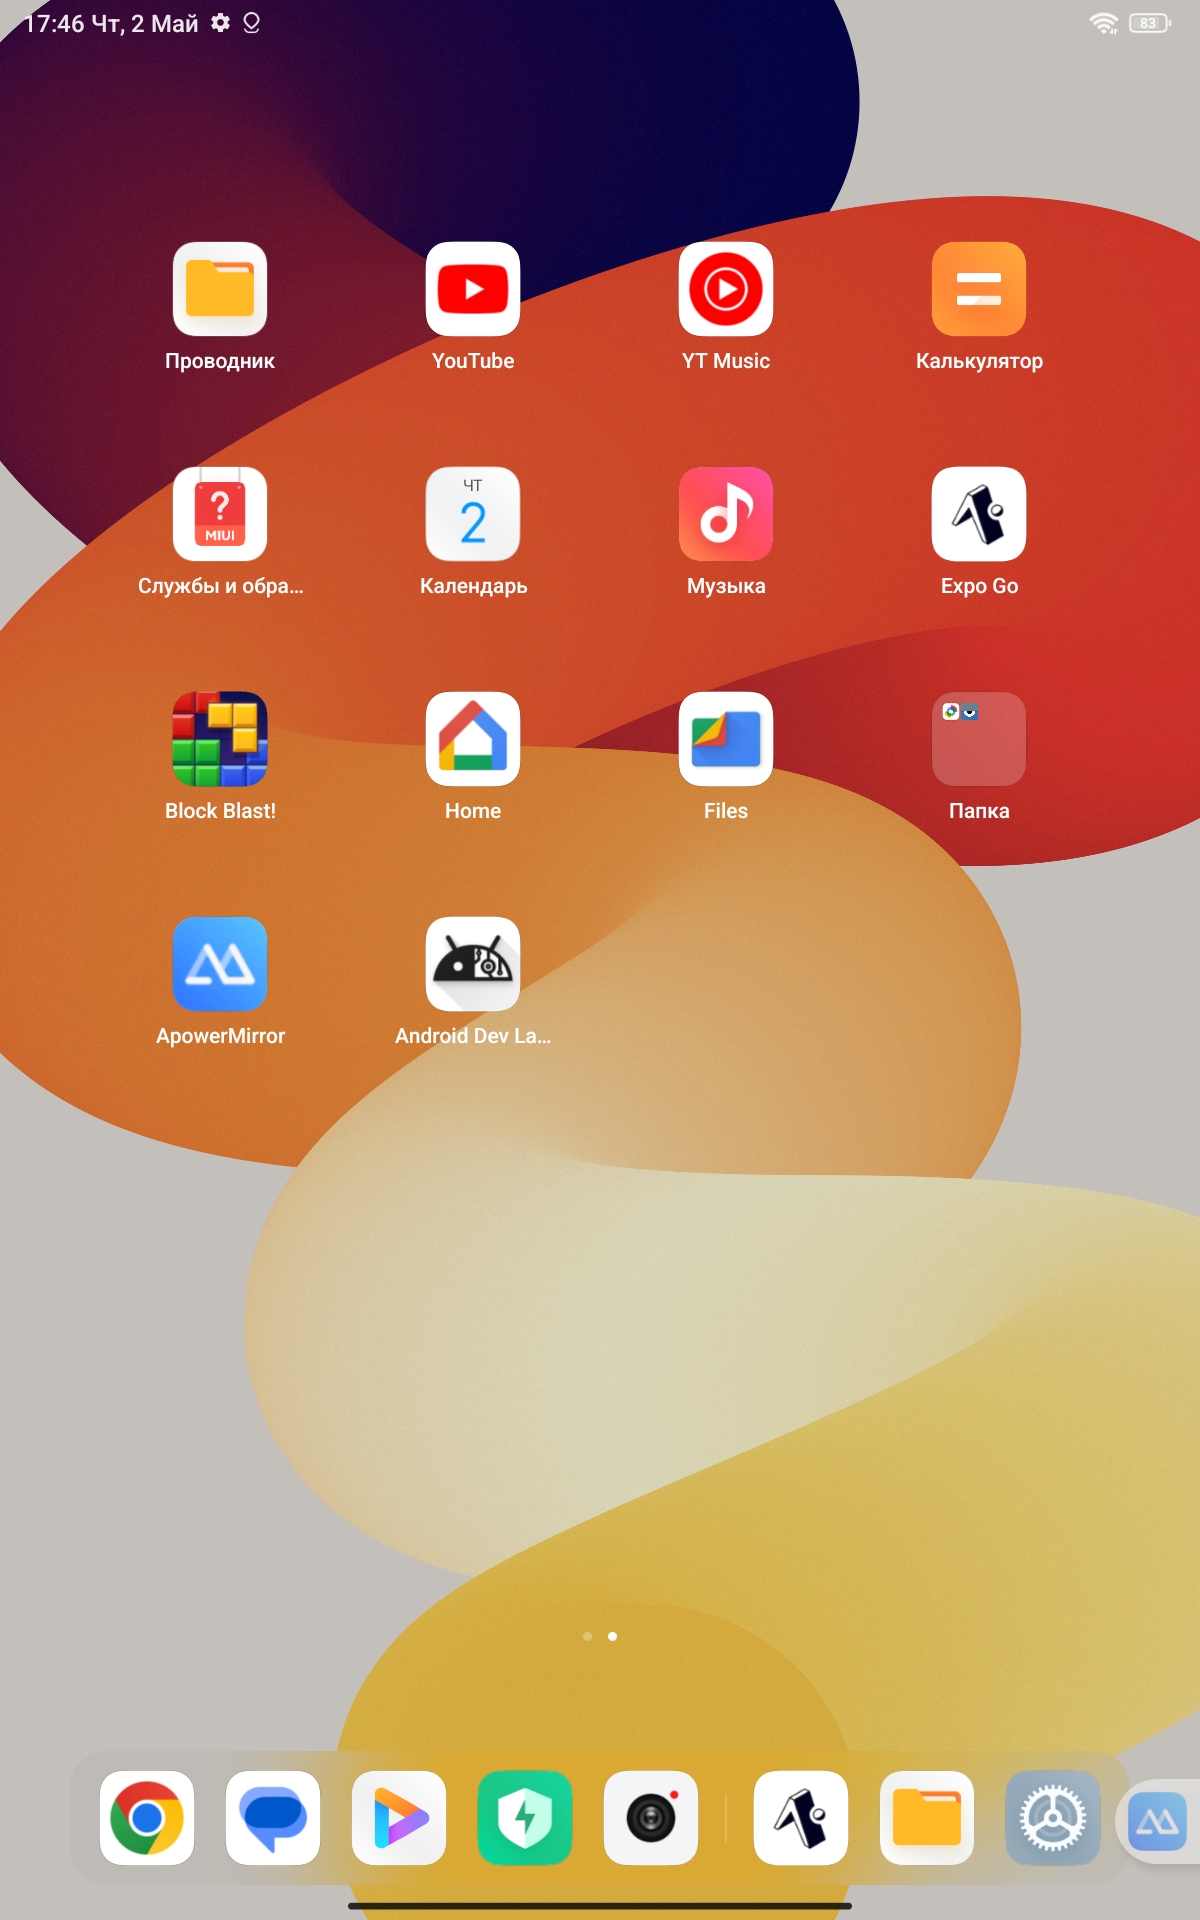 17:46 Чт, 2 Май
83
Проводник
YouTube
YT Music
Калькулятор
?
MIUI
ЧТ
2
Службы и обра...
Календарь
Музыка
Expo Go
Block Blast!
Home
Files
Папка
ApowerMirror
Android Dev La...